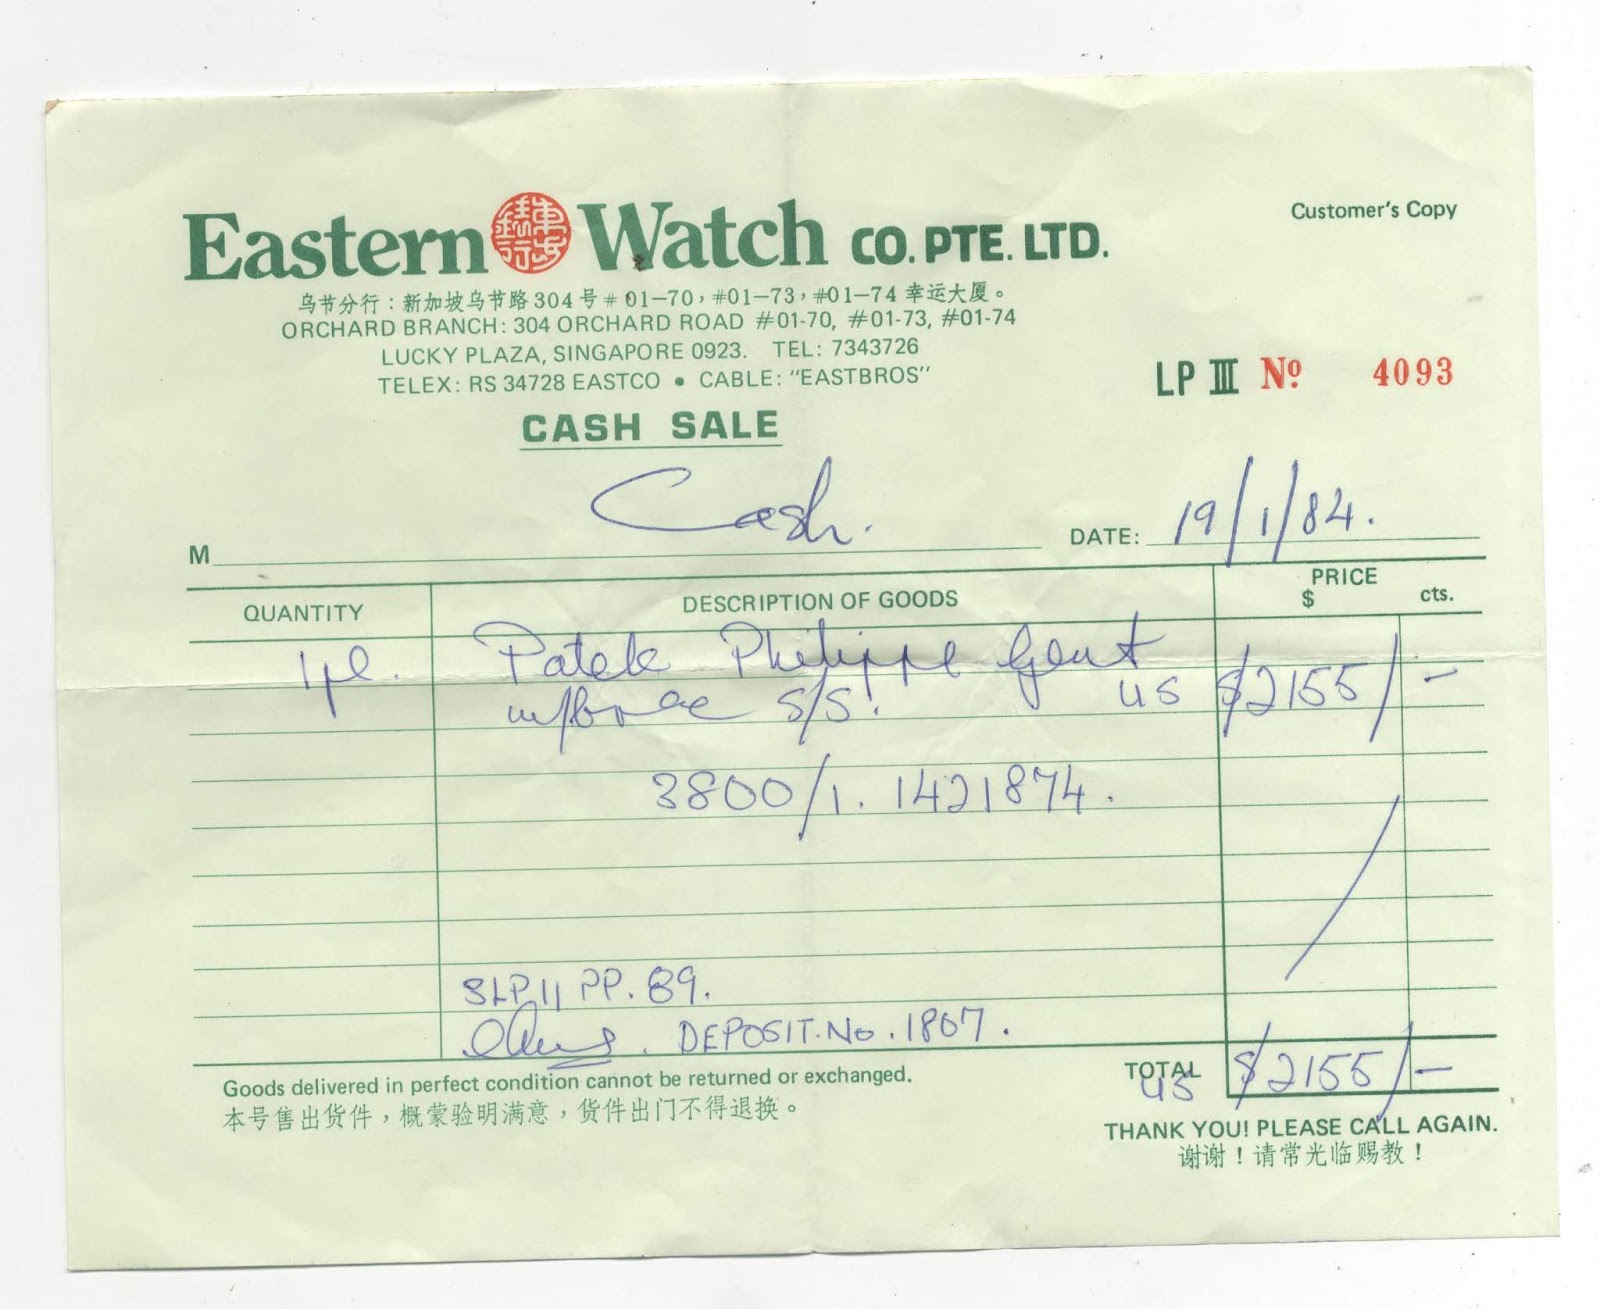 Eastern Watch CO. PTE. LTD.
Customer's Copy
乌节分行：新加坡乌节路304号#01—70，#01—73，#01—74幸运大厦。
ORCHARD BRANCH: 304 ORCHARD ROAD #01-70, #01-73, #01-74
LUCKY PLAZA, SINGAPORE 0923. TEL: 7343726
TELEX: RS 34728 EASTCO • CABLE: "EASTBROS"
LP III Nº 4093
CASH SALE
M Cash. DATE: 19/1/84.
QUANTITY DESCRIPTION OF GOODS PRICE $ cts.
1 pc. Patek Philippe Gent
w/brac S/S! US $2155/ —
3800/1. 1421874.
PP. 89.
DEPOSIT. No. 1807.
Goods delivered in perfect condition cannot be returned or exchanged.
TOTAL US $2155/ —
本号售出货件，概蒙验明满意，货件出门不得退换。
THANK YOU! PLEASE CALL AGAIN.
谢谢！请常光临赐教！